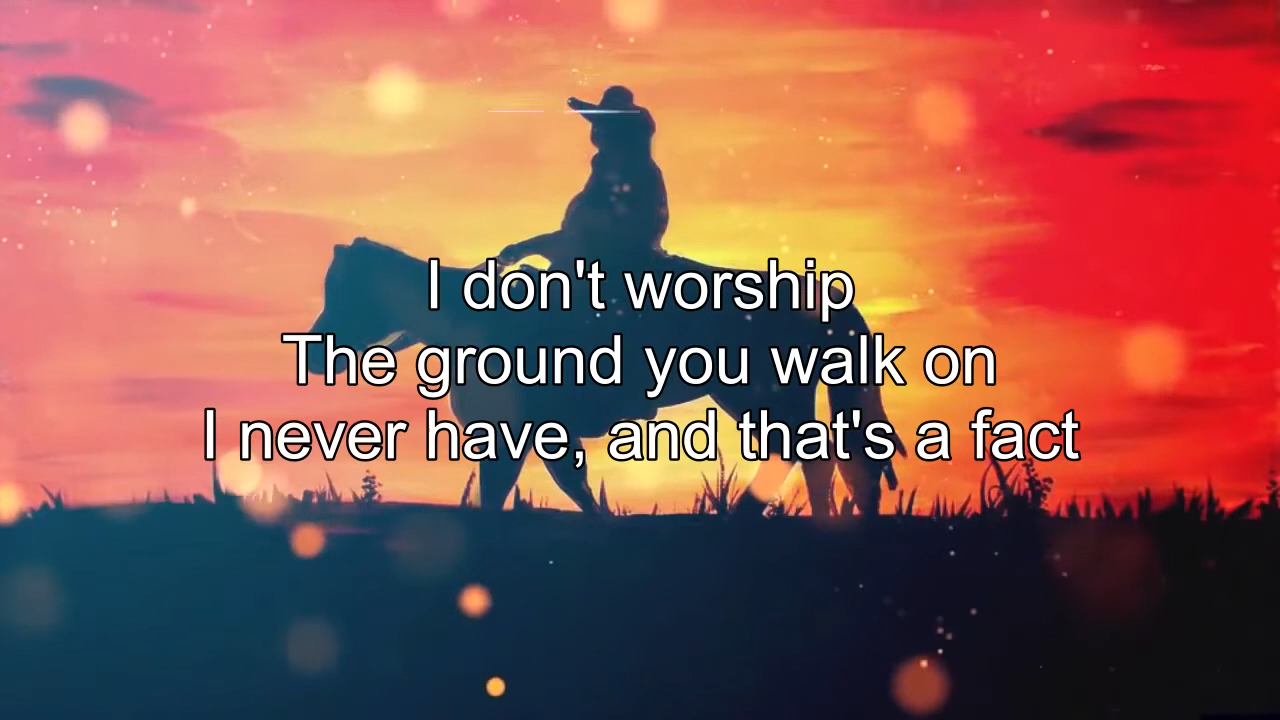 I don't worship
The ground you walk on
I never have, and that's a fact